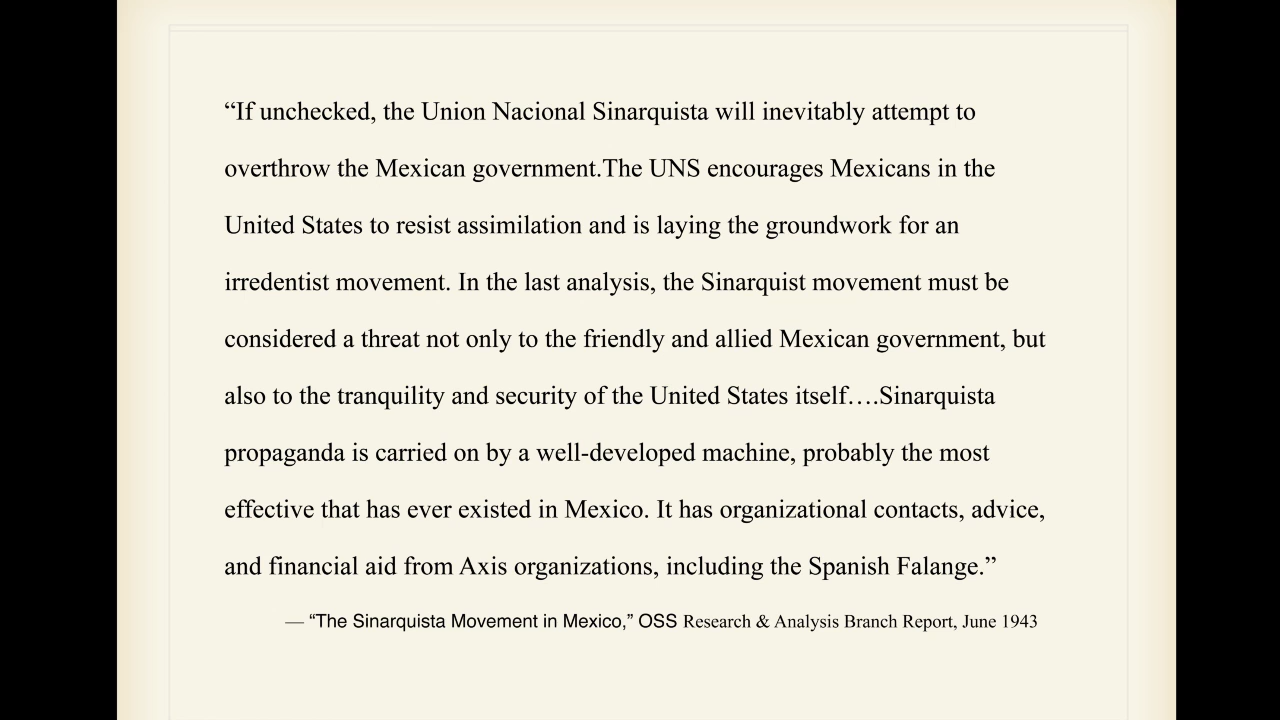 “If unchecked, the Union Nacional Sinarquista will inevitably attempt to
overthrow the Mexican government.The UNS encourages Mexicans in the
United States to resist assimilation and is laying the groundwork for an
irredentist movement. In the last analysis, the Sinarquist movement must be
considered a threat not only to the friendly and allied Mexican government, but
also to the tranquility and security of the United States itself….Sinarquista
propaganda is carried on by a well-developed machine, probably the most
effective that has ever existed in Mexico. It has organizational contacts, advice,
and financial aid from Axis organizations, including the Spanish Falange.”
— “The Sinarquista Movement in Mexico,” OSS Research & Analysis Branch Report, June 1943